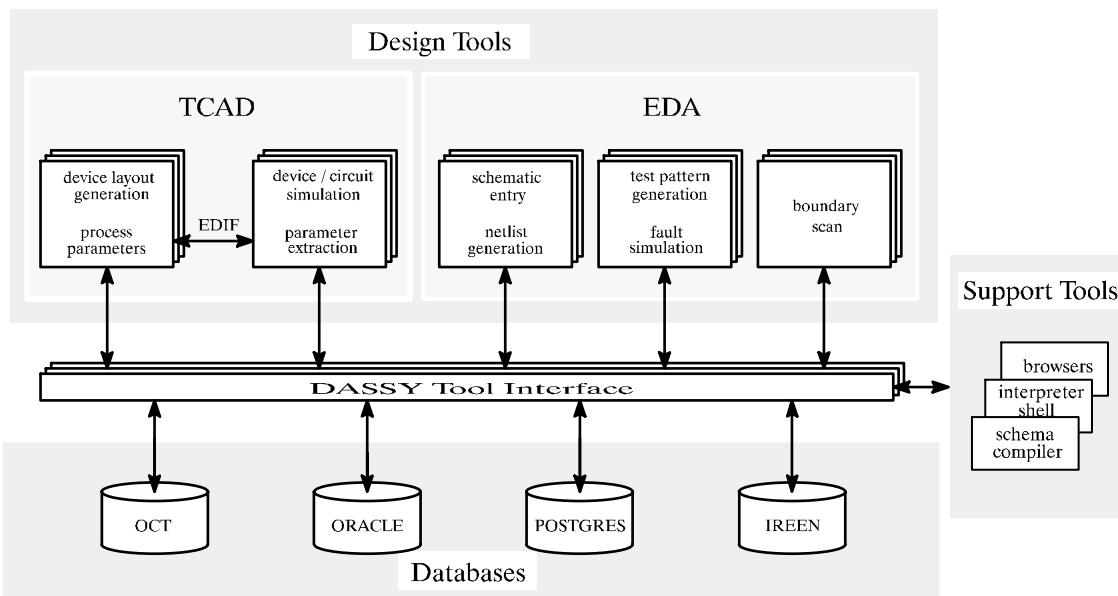 Design Tools
TCAD
EDA
device layout
generation
process
parameters
EDIF
device / circuit
simulation
parameter
extraction
schematic
entry
netlist
generation
test pattern
generation
fault
simulation
boundary
scan
Support Tools
browsers
interpreter
shell
schema
compiler
DASSY Tool Interface
OCT
ORACLE
POSTGRES
IREEN
Databases